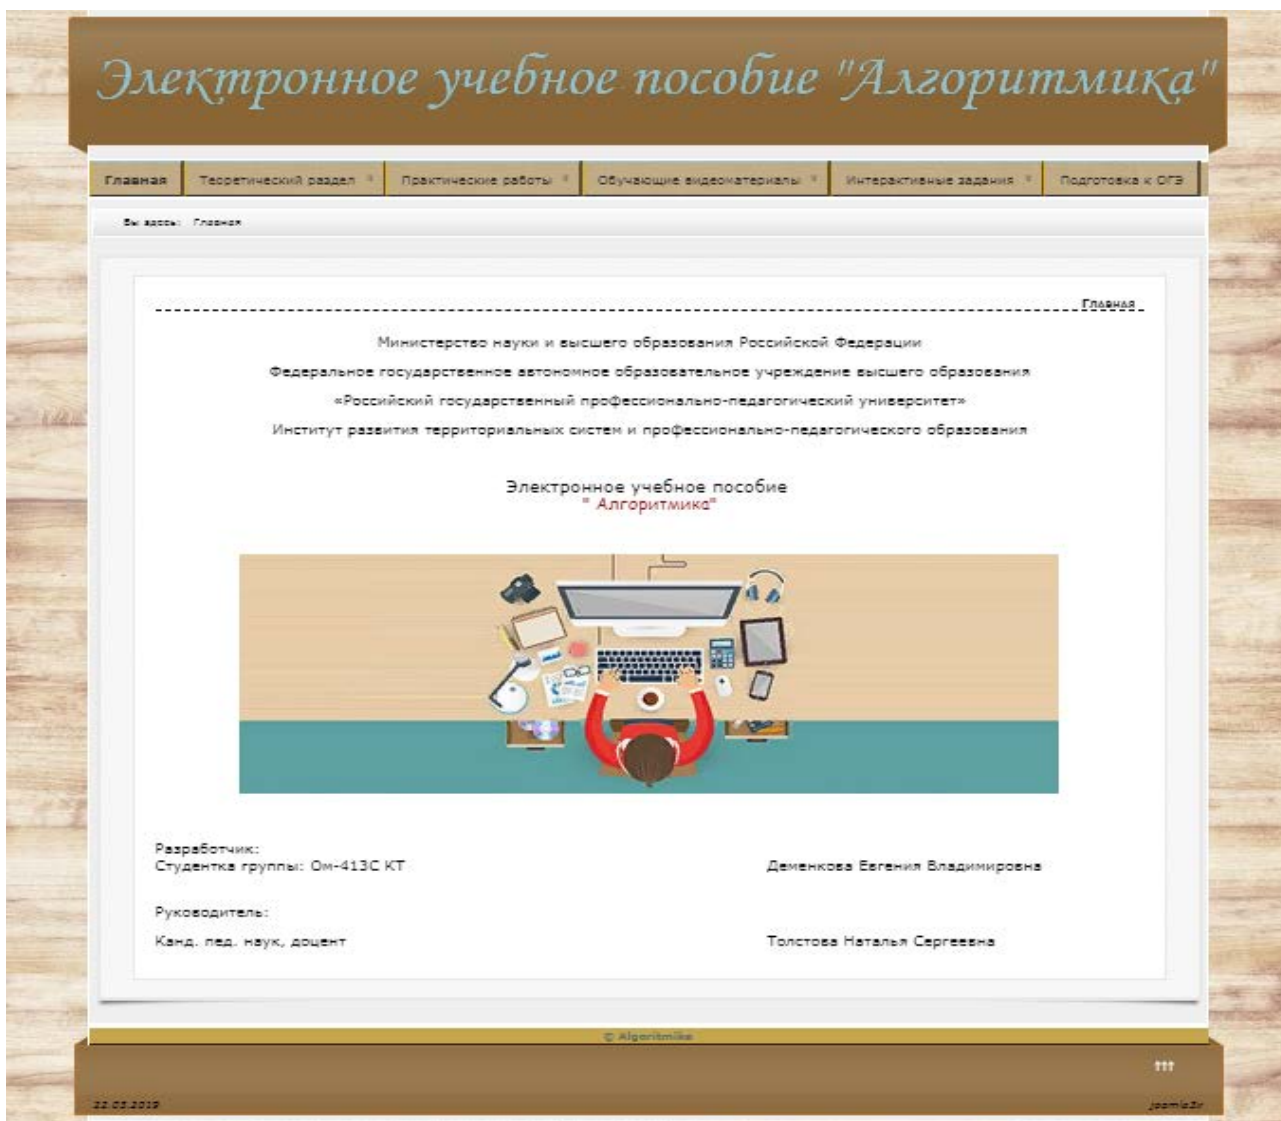 Электронное учебное пособие "Алгоритмика"
Главная Теоретический раздел Практические работы Обучающие видеоматериалы Интерактивные задания Подготовка к ОГЭ
Вы здесь: Главная
Главная
Министерство науки и высшего образования Российской Федерации
Федеральное государственное автономное образовательное учреждение высшего образования
«Российский государственный профессионально-педагогический университет»
Институт развития территориальных систем и профессионально-педагогического образования
Электронное учебное пособие
" Алгоритмика"
Разработчик:
Студентка группы: Ом-413С КТ Деменкова Евгения Владимировна
Руководитель:
Канд. пед. наук, доцент Толстова Наталья Сергеевна
© Algoritmika
↑↑↑
22.05.2019